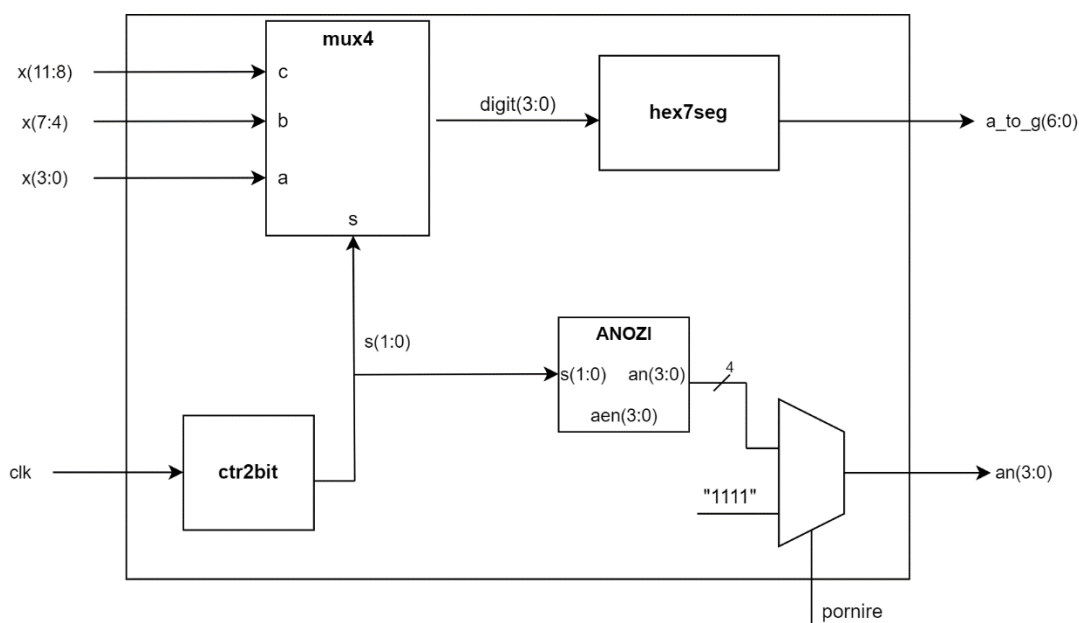 mux4
x(11:8)
c
x(7:4)
b
x(3:0)
a
s
digit(3:0)
hex7seg
a_to_g(6:0)
s(1:0)
ANOZI
s(1:0)
an(3:0)
aen(3:0)
4
clk
ctr2bit
"1111"
an(3:0)
pornire